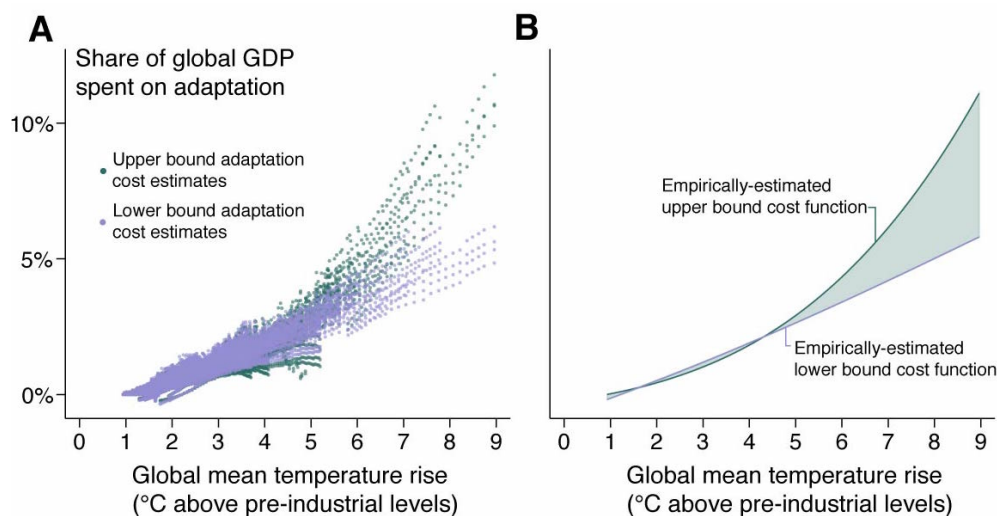 A
Share of global GDP
spent on adaptation
10%
5%
0%
Upper bound adaptation
cost estimates
Lower bound adaptation
cost estimates
0 1 2 3 4 5 6 7 8 9
Global mean temperature rise
(°C above pre-industrial levels)
B
Empirically-estimated
upper bound cost function
Empirically-estimated
lower bound cost function
0 1 2 3 4 5 6 7 8 9
Global mean temperature rise
(°C above pre-industrial levels)